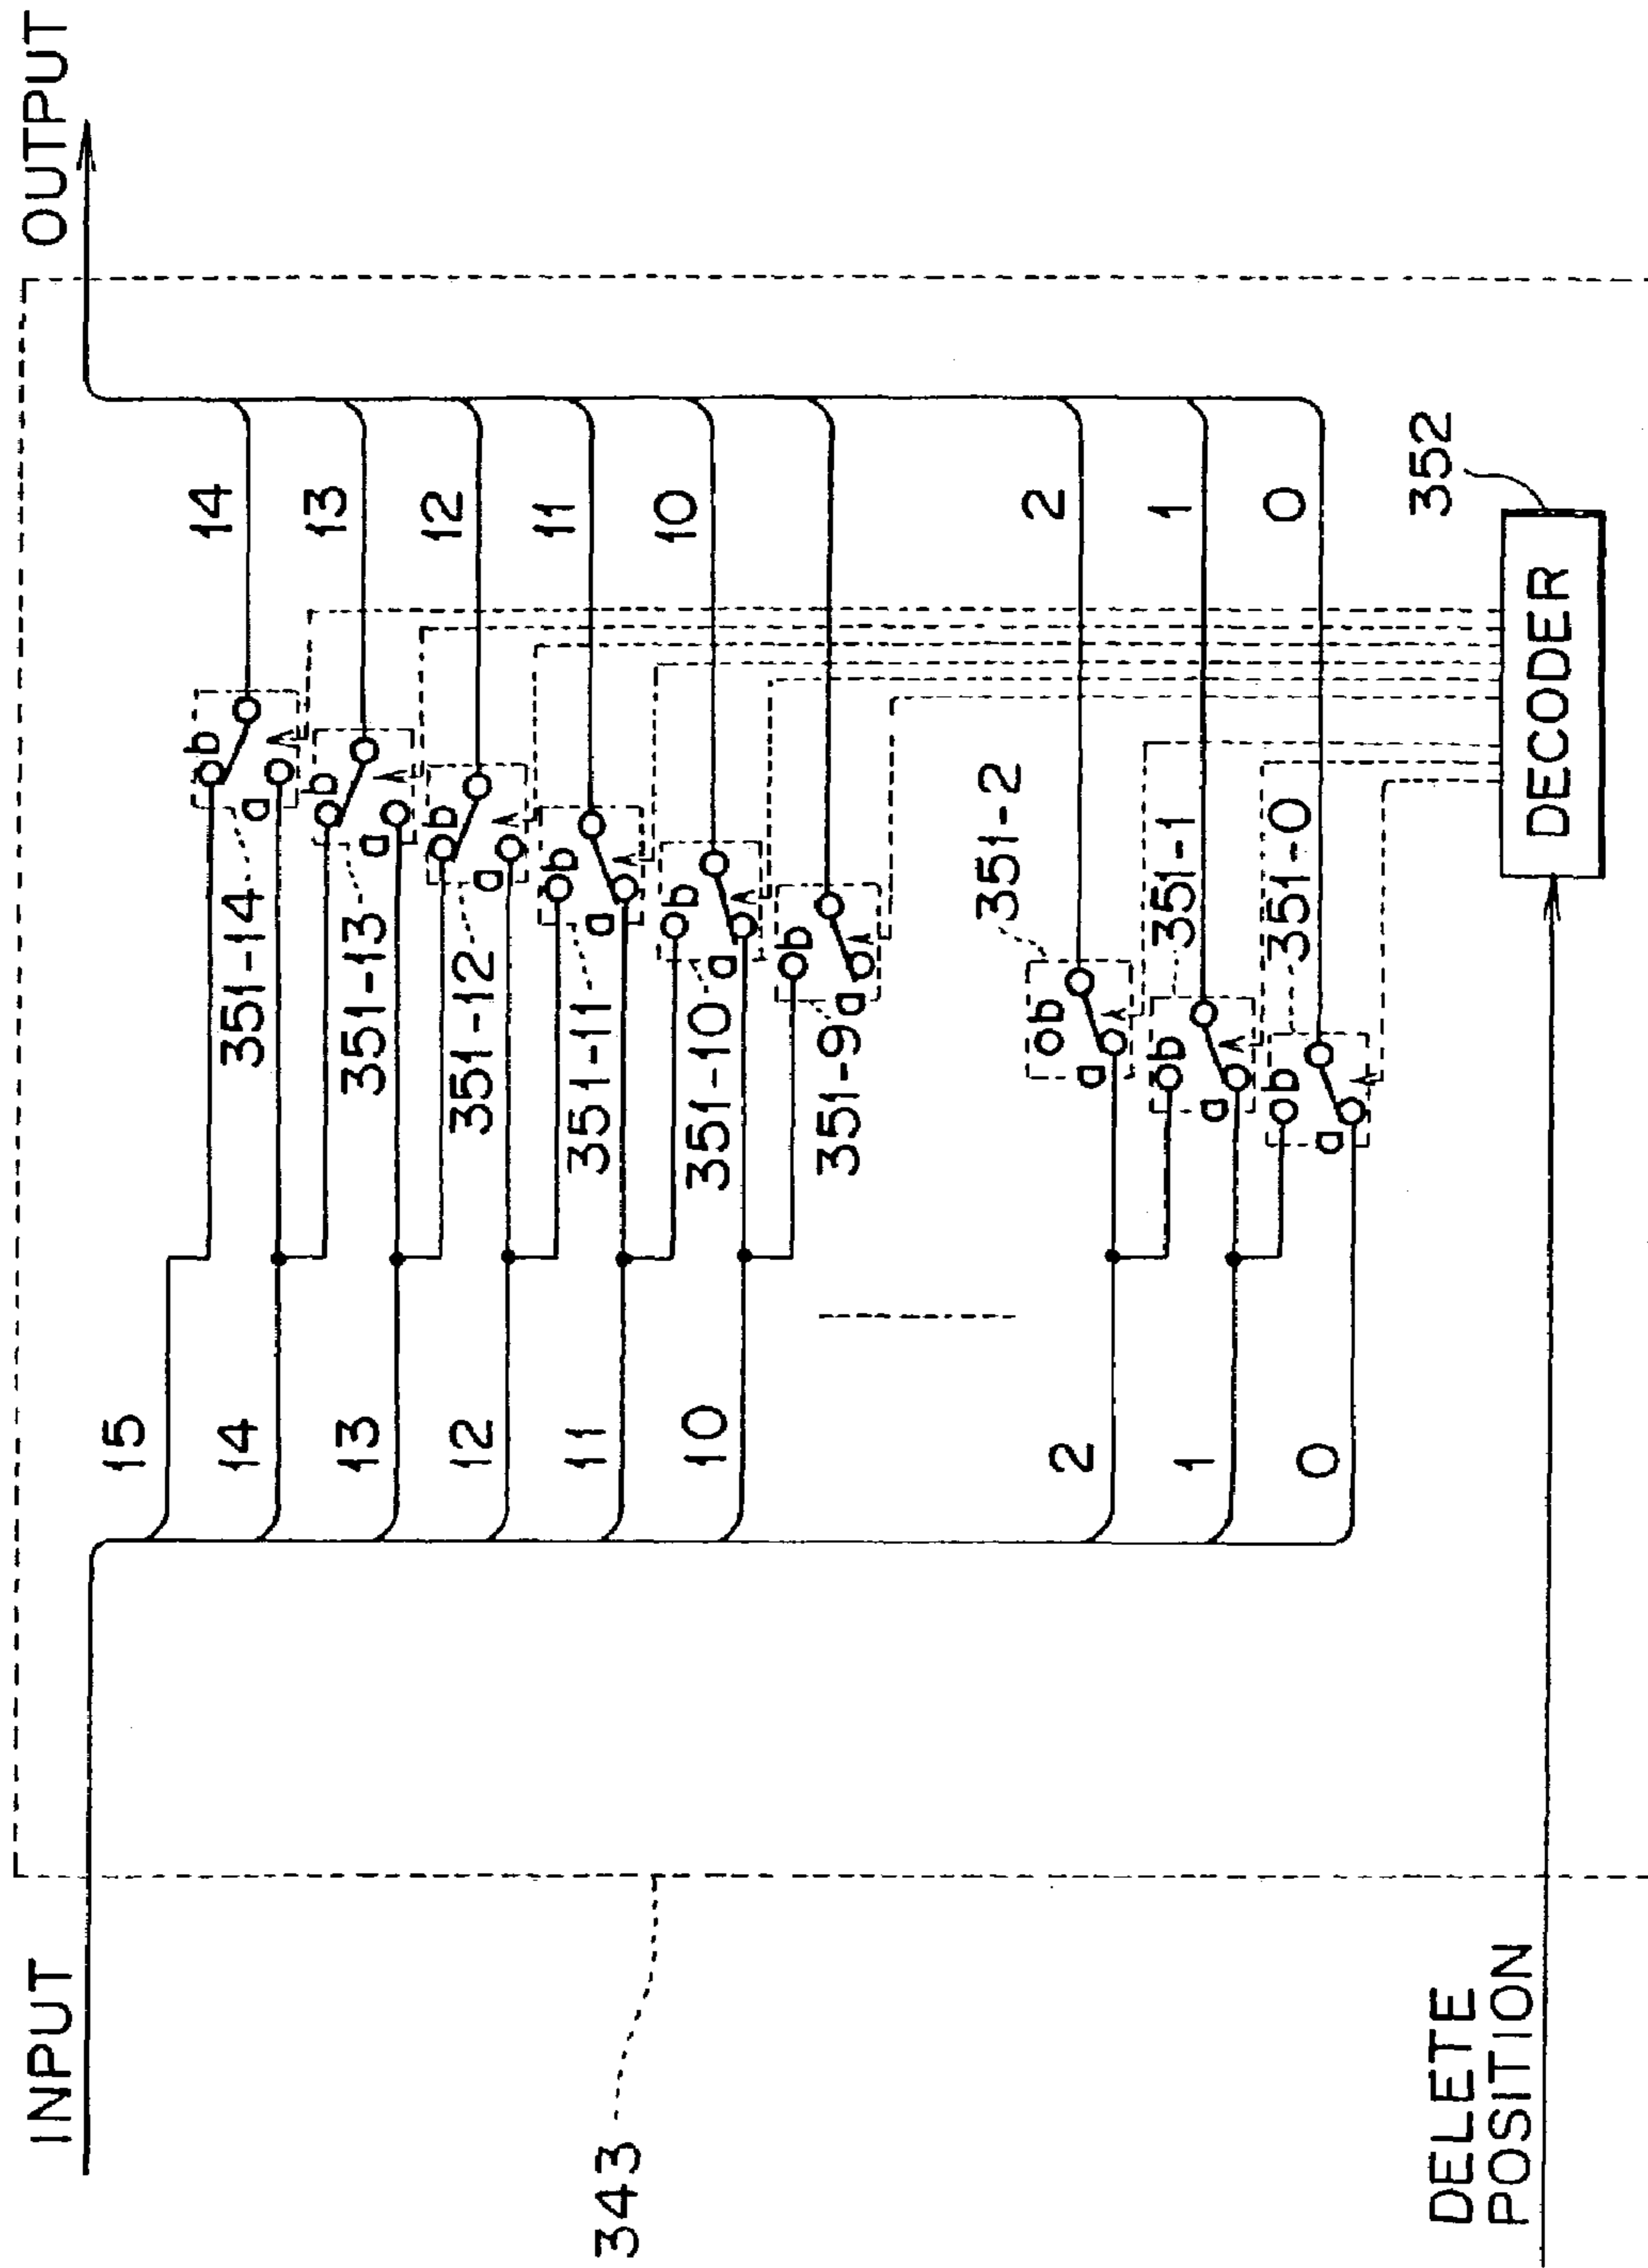 INPUT
OUTPUT
343
15
14
13
12
11
10
2
1
0
b
a
351-14
b
a
351-13
b
a
351-12
b
a
351-11
b
a
351-10
b
a
351-9
b
a
351-2
b
a
351-1
b
a
351-0
14
13
12
11
10
2
1
0
DELETE
POSITION
DECODER
352